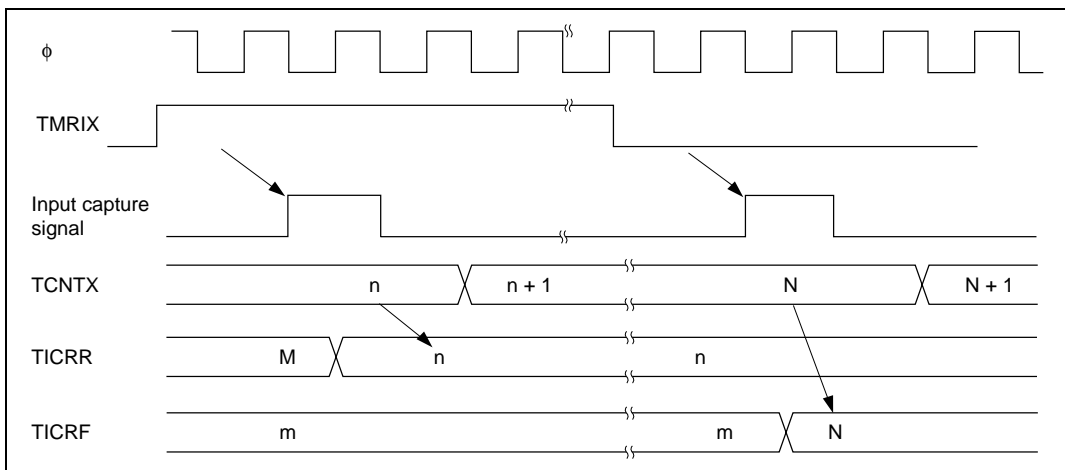 ϕ
TMRIX
Input capture
signal
TCNTX n n + 1 N N + 1
TICRR M n n
TICRF m m N